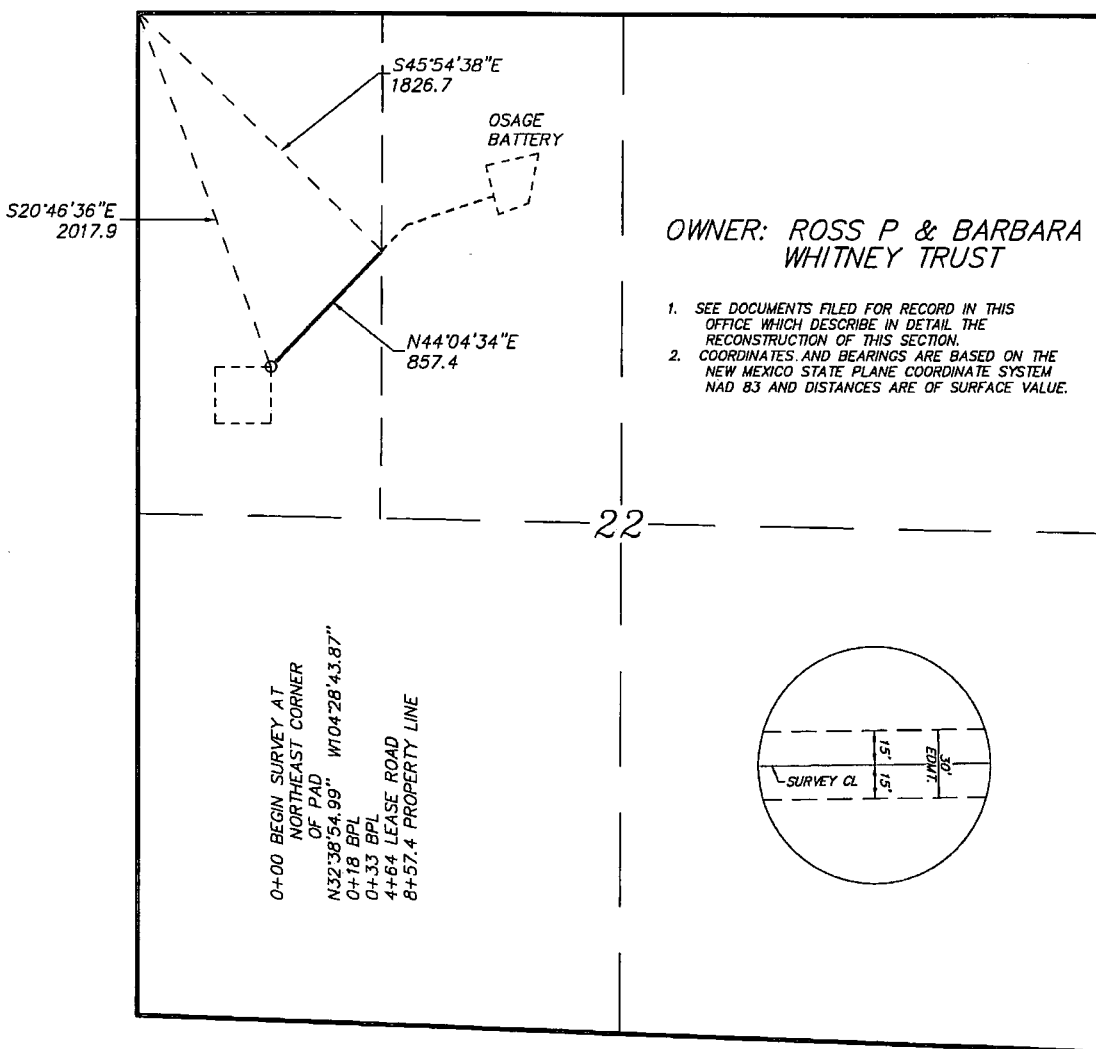 S45°54'38"E
1826.7
OSAGE
BATTERY
S20°46'36"E
2017.9
OWNER: ROSS P & BARBARA
WHITNEY TRUST
1. SEE DOCUMENTS FILED FOR RECORD IN THIS
OFFICE WHICH DESCRIBE IN DETAIL THE
RECONSTRUCTION OF THIS SECTION.
2. COORDINATES AND BEARINGS ARE BASED ON THE
NEW MEXICO STATE PLANE COORDINATE SYSTEM
NAD 83 AND DISTANCES ARE OF SURFACE VALUE.
N44°04'34"E
857.4
22
0+00 BEGIN SURVEY AT
NORTHEAST CORNER
OF PAD
N32°38'54.99" W104°28'43.87"
0+18 BPL
0+33 BPL
4+64 LEASE ROAD
8+57.4 PROPERTY LINE
15'
15'
30'
EDMT.
SURVEY CL